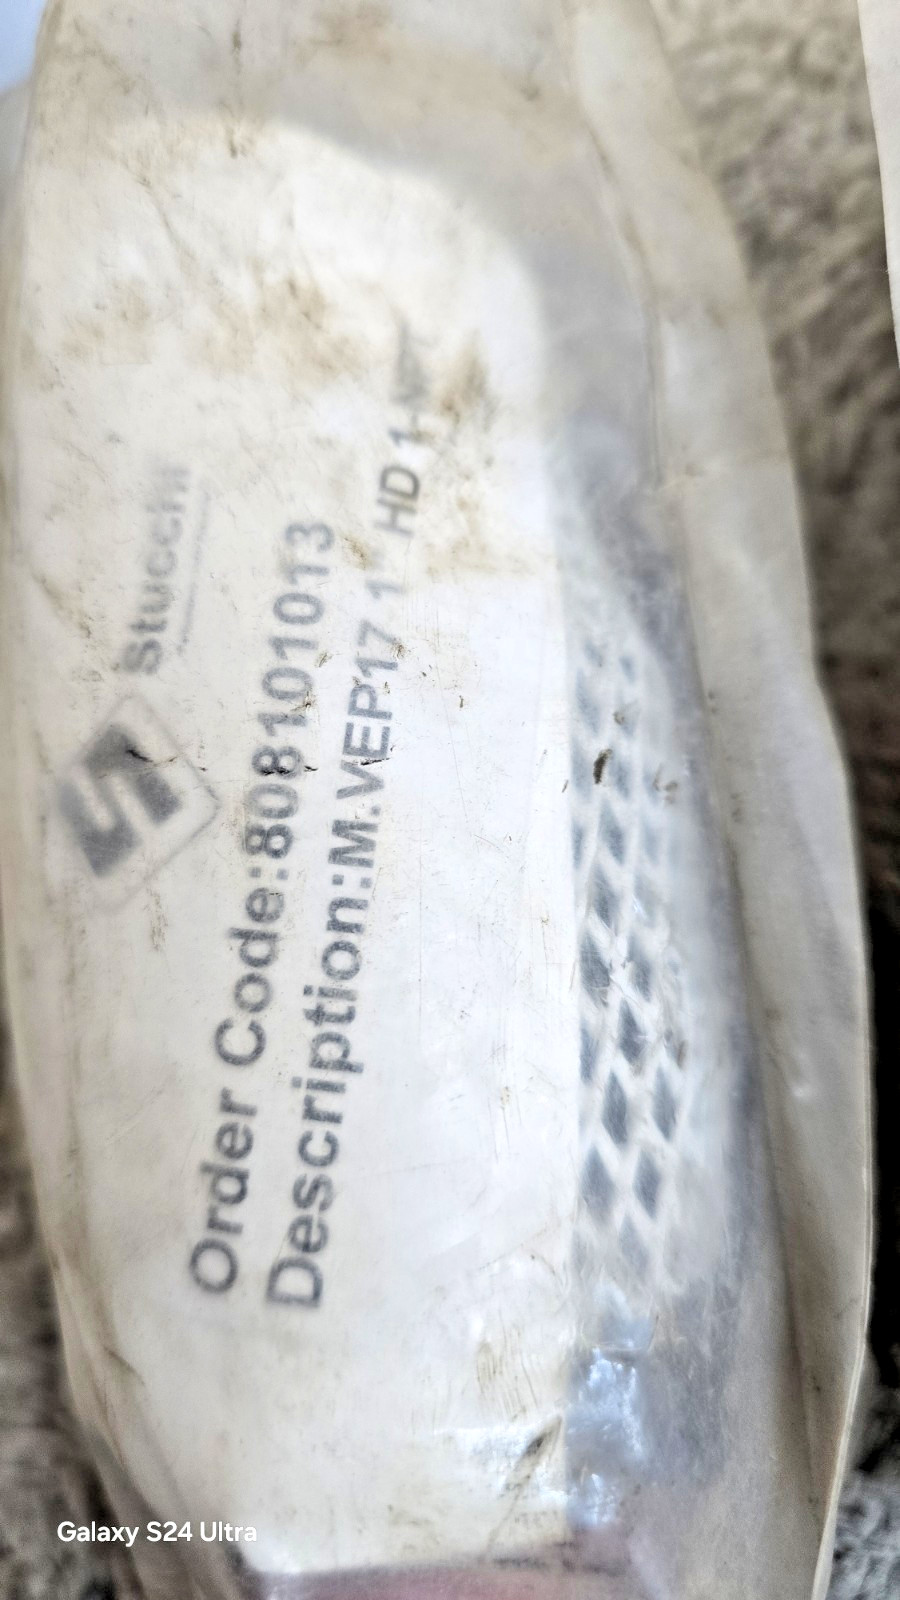 Stucchi
Order Code:808101013
Description:M.VEP17 1" HD 1
Galaxy S24 Ultra